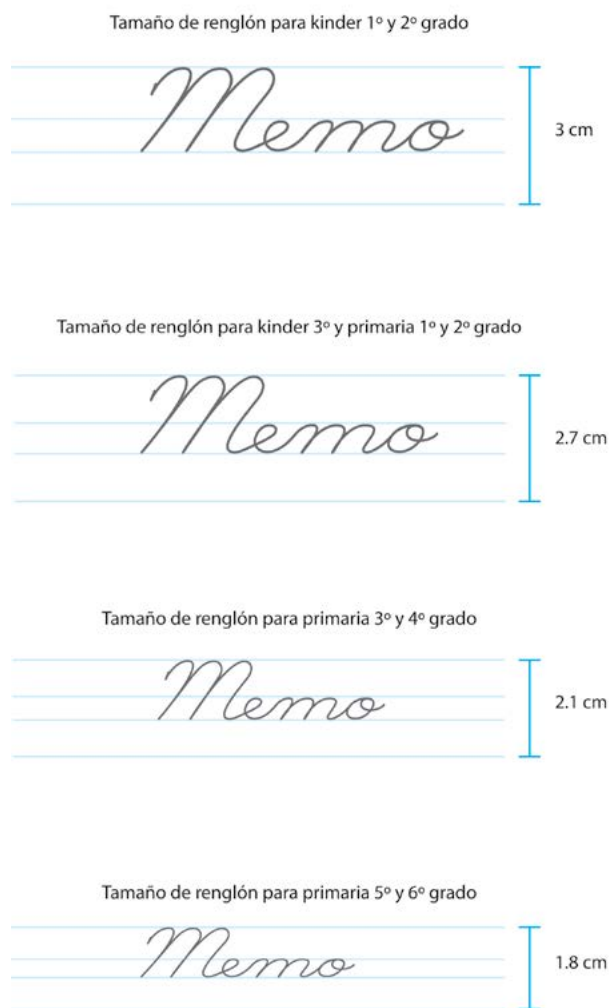 Tamaño de renglón para kinder 1º y 2º grado
Memo
3 cm
Tamaño de renglón para kinder 3º y primaria 1º y 2º grado
Memo
2.7 cm
Tamaño de renglón para primaria 3º y 4º grado
Memo
2.1 cm
Tamaño de renglón para primaria 5º y 6º grado
Memo
1.8 cm